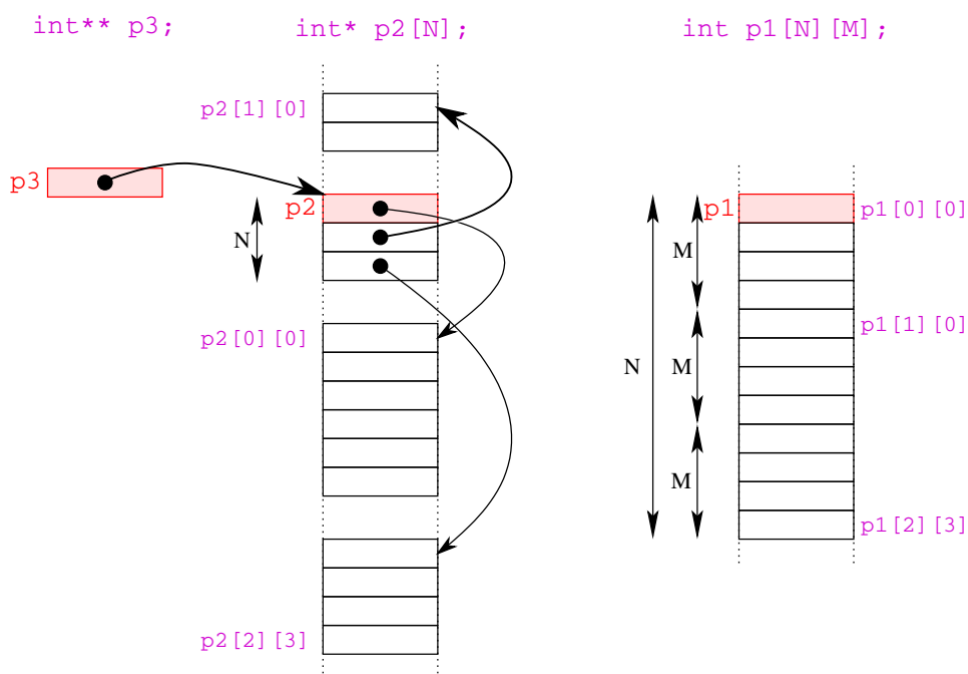 int** p3;
int* p2[N];
int p1[N][M];
p2[1][0]
p3
p2
N
p2[0][0]
p2[2][3]
p1
p1[0][0]
M
p1[1][0]
N
M
M
p1[2][3]